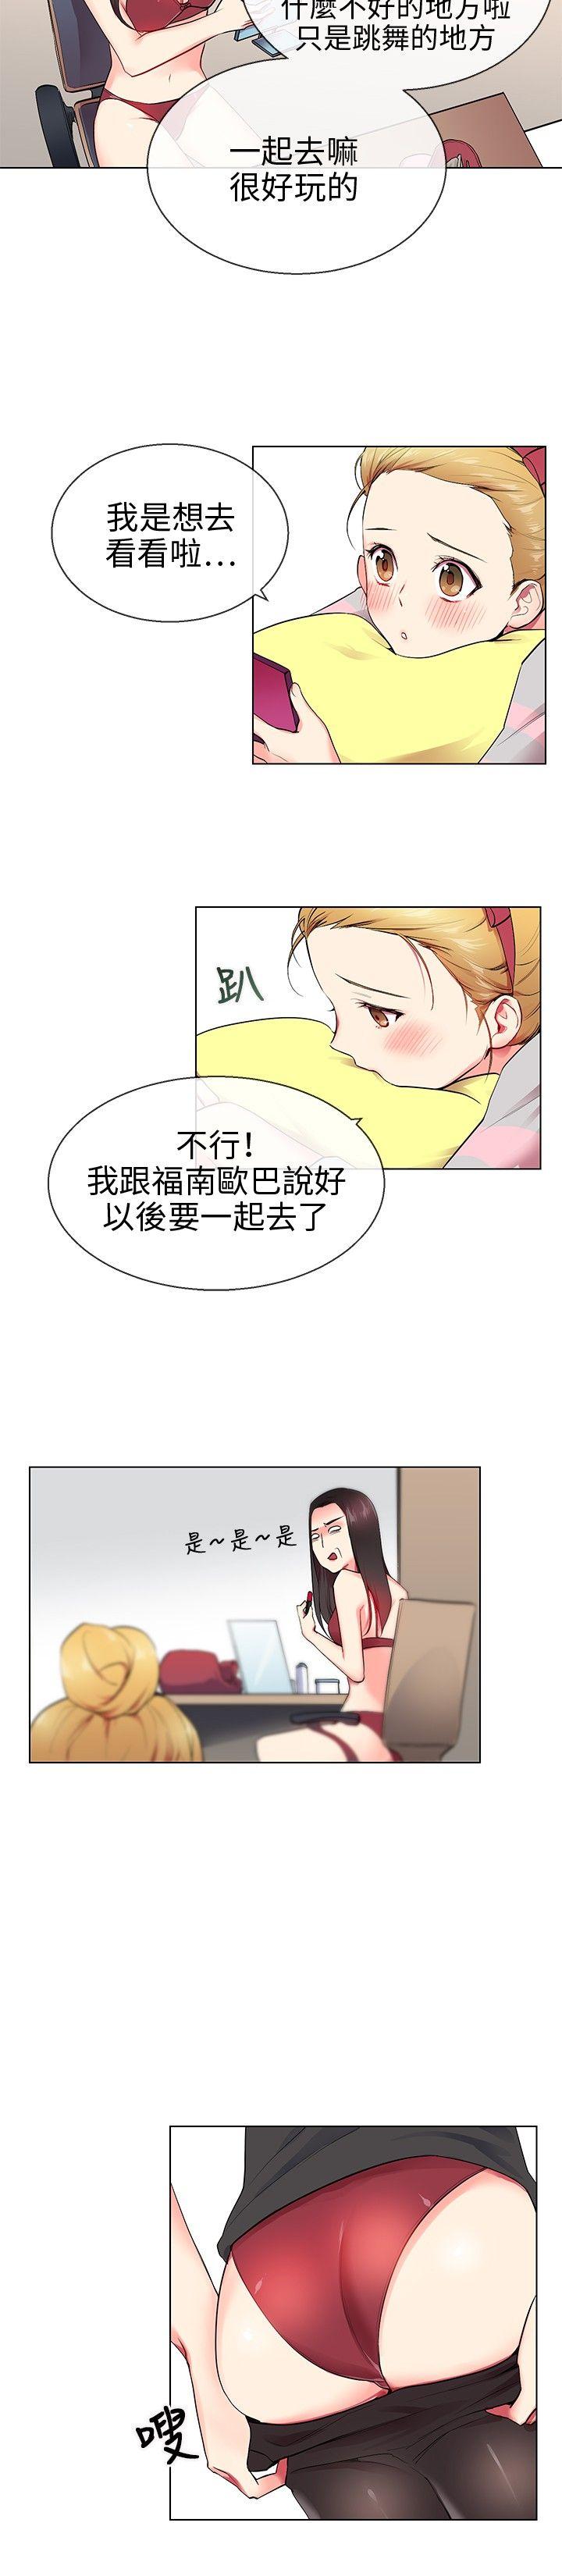 什麼不好的地方啦
只是跳舞的地方
一起去嘛
很好玩的
我是想去
看看啦...
趴
不行！
我跟福南歐巴說好
以後要一起去了
是~是~是
嗖